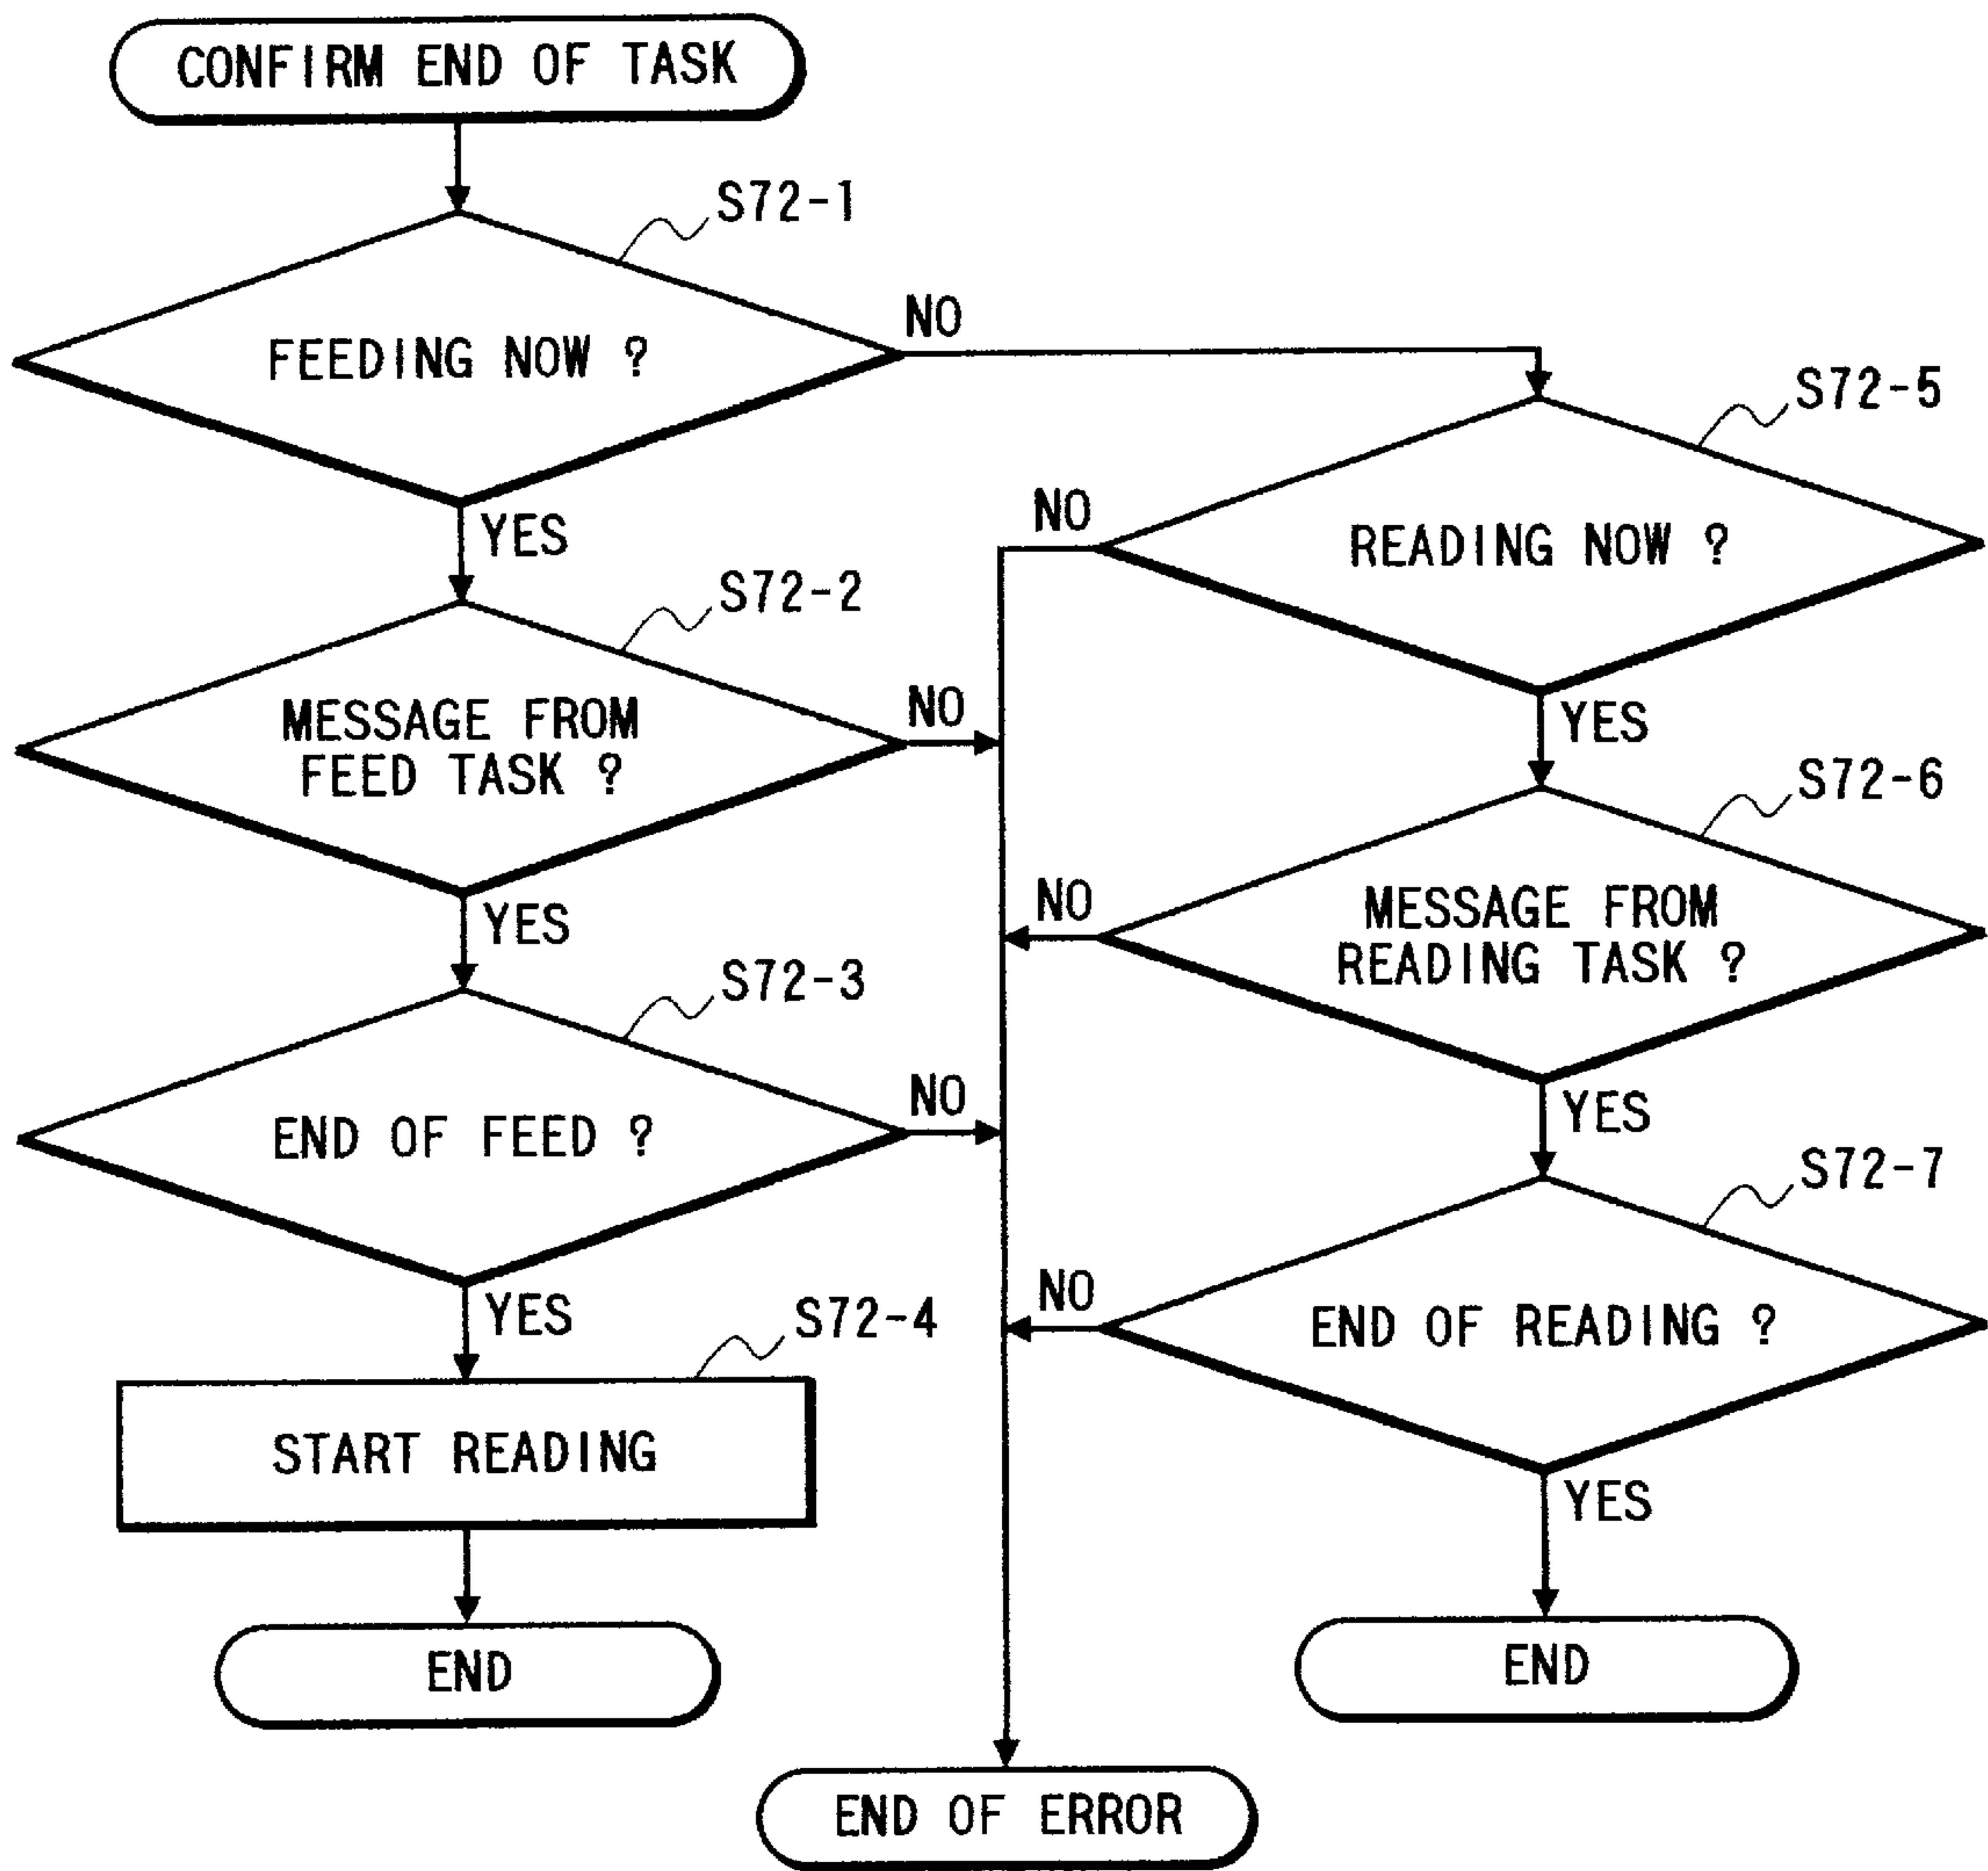 CONFIRM END OF TASK
S72-1
FEEDING NOW ?
NO
YES
S72-5
READING NOW ?
NO
YES
S72-2
MESSAGE FROM
FEED TASK ?
NO
YES
S72-6
MESSAGE FROM
READING TASK ?
NO
YES
S72-3
END OF FEED ?
NO
YES
S72-7
END OF READING ?
NO
YES
S72-4
START READING
END
END
END OF ERROR